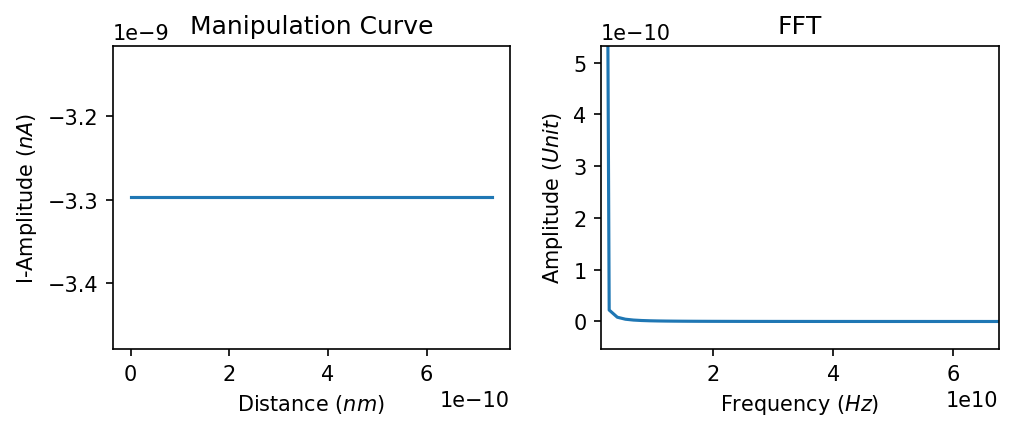 Manipulation Curve
1e−9
I-Amplitude (nA)
−3.2
−3.3
−3.4
0 2 4 6
1e−10
Distance (nm)
FFT
1e−10
Amplitude (Unit)
5
4
3
2
1
0
2 4 6
1e10
Frequency (Hz)